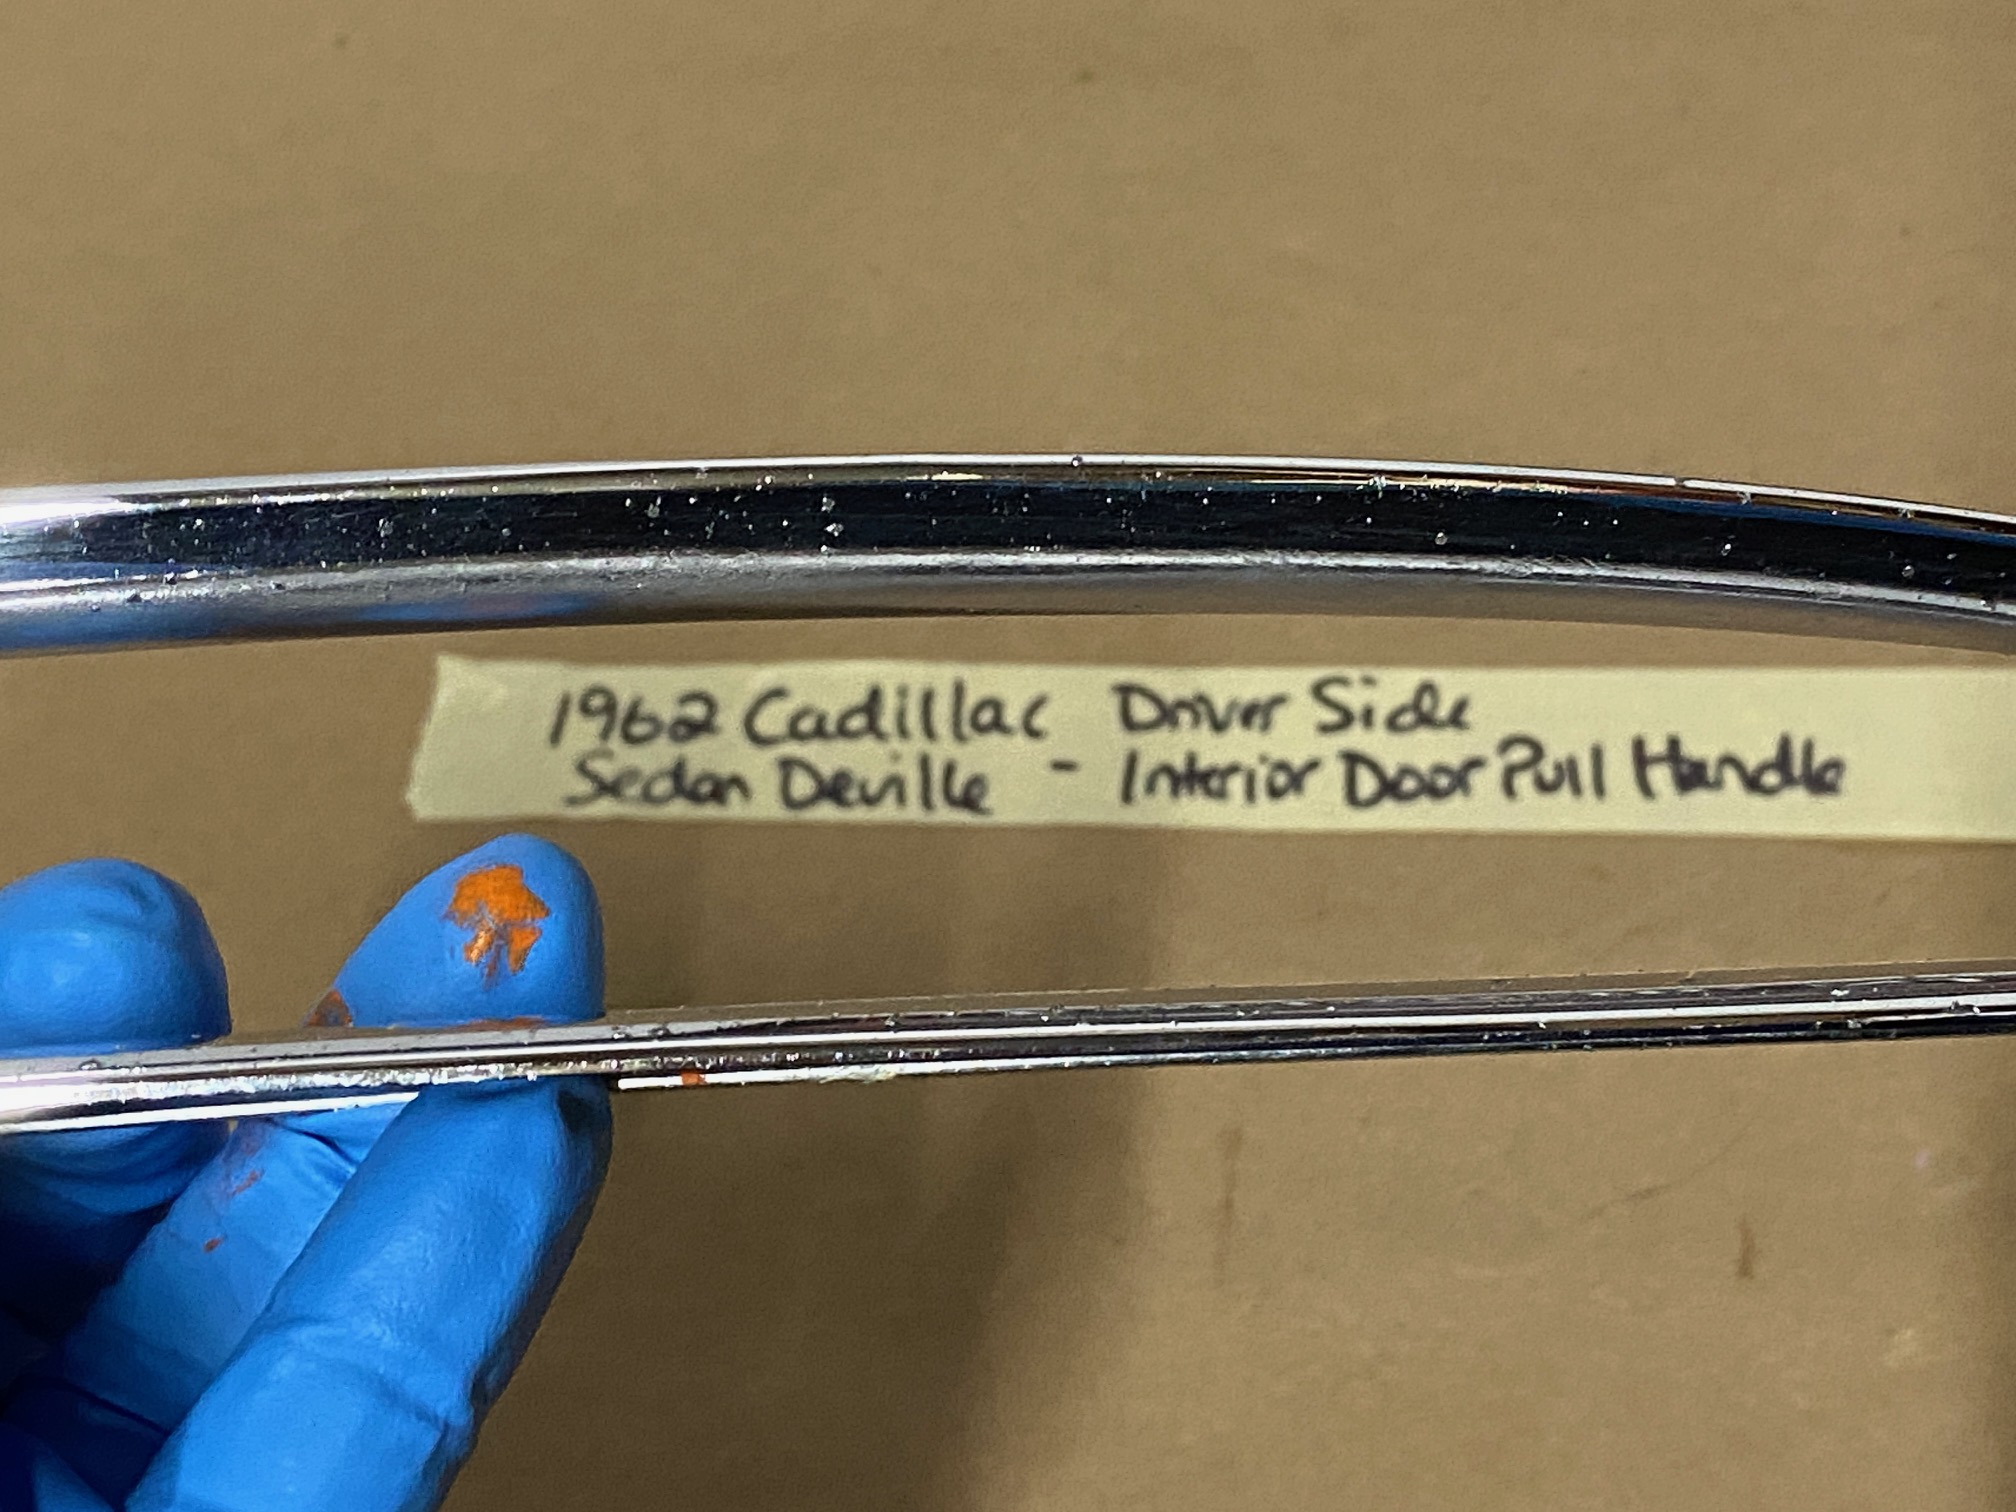 1962 Cadillac Driver Side
Sedan Deville - Interior Door Pull Handle